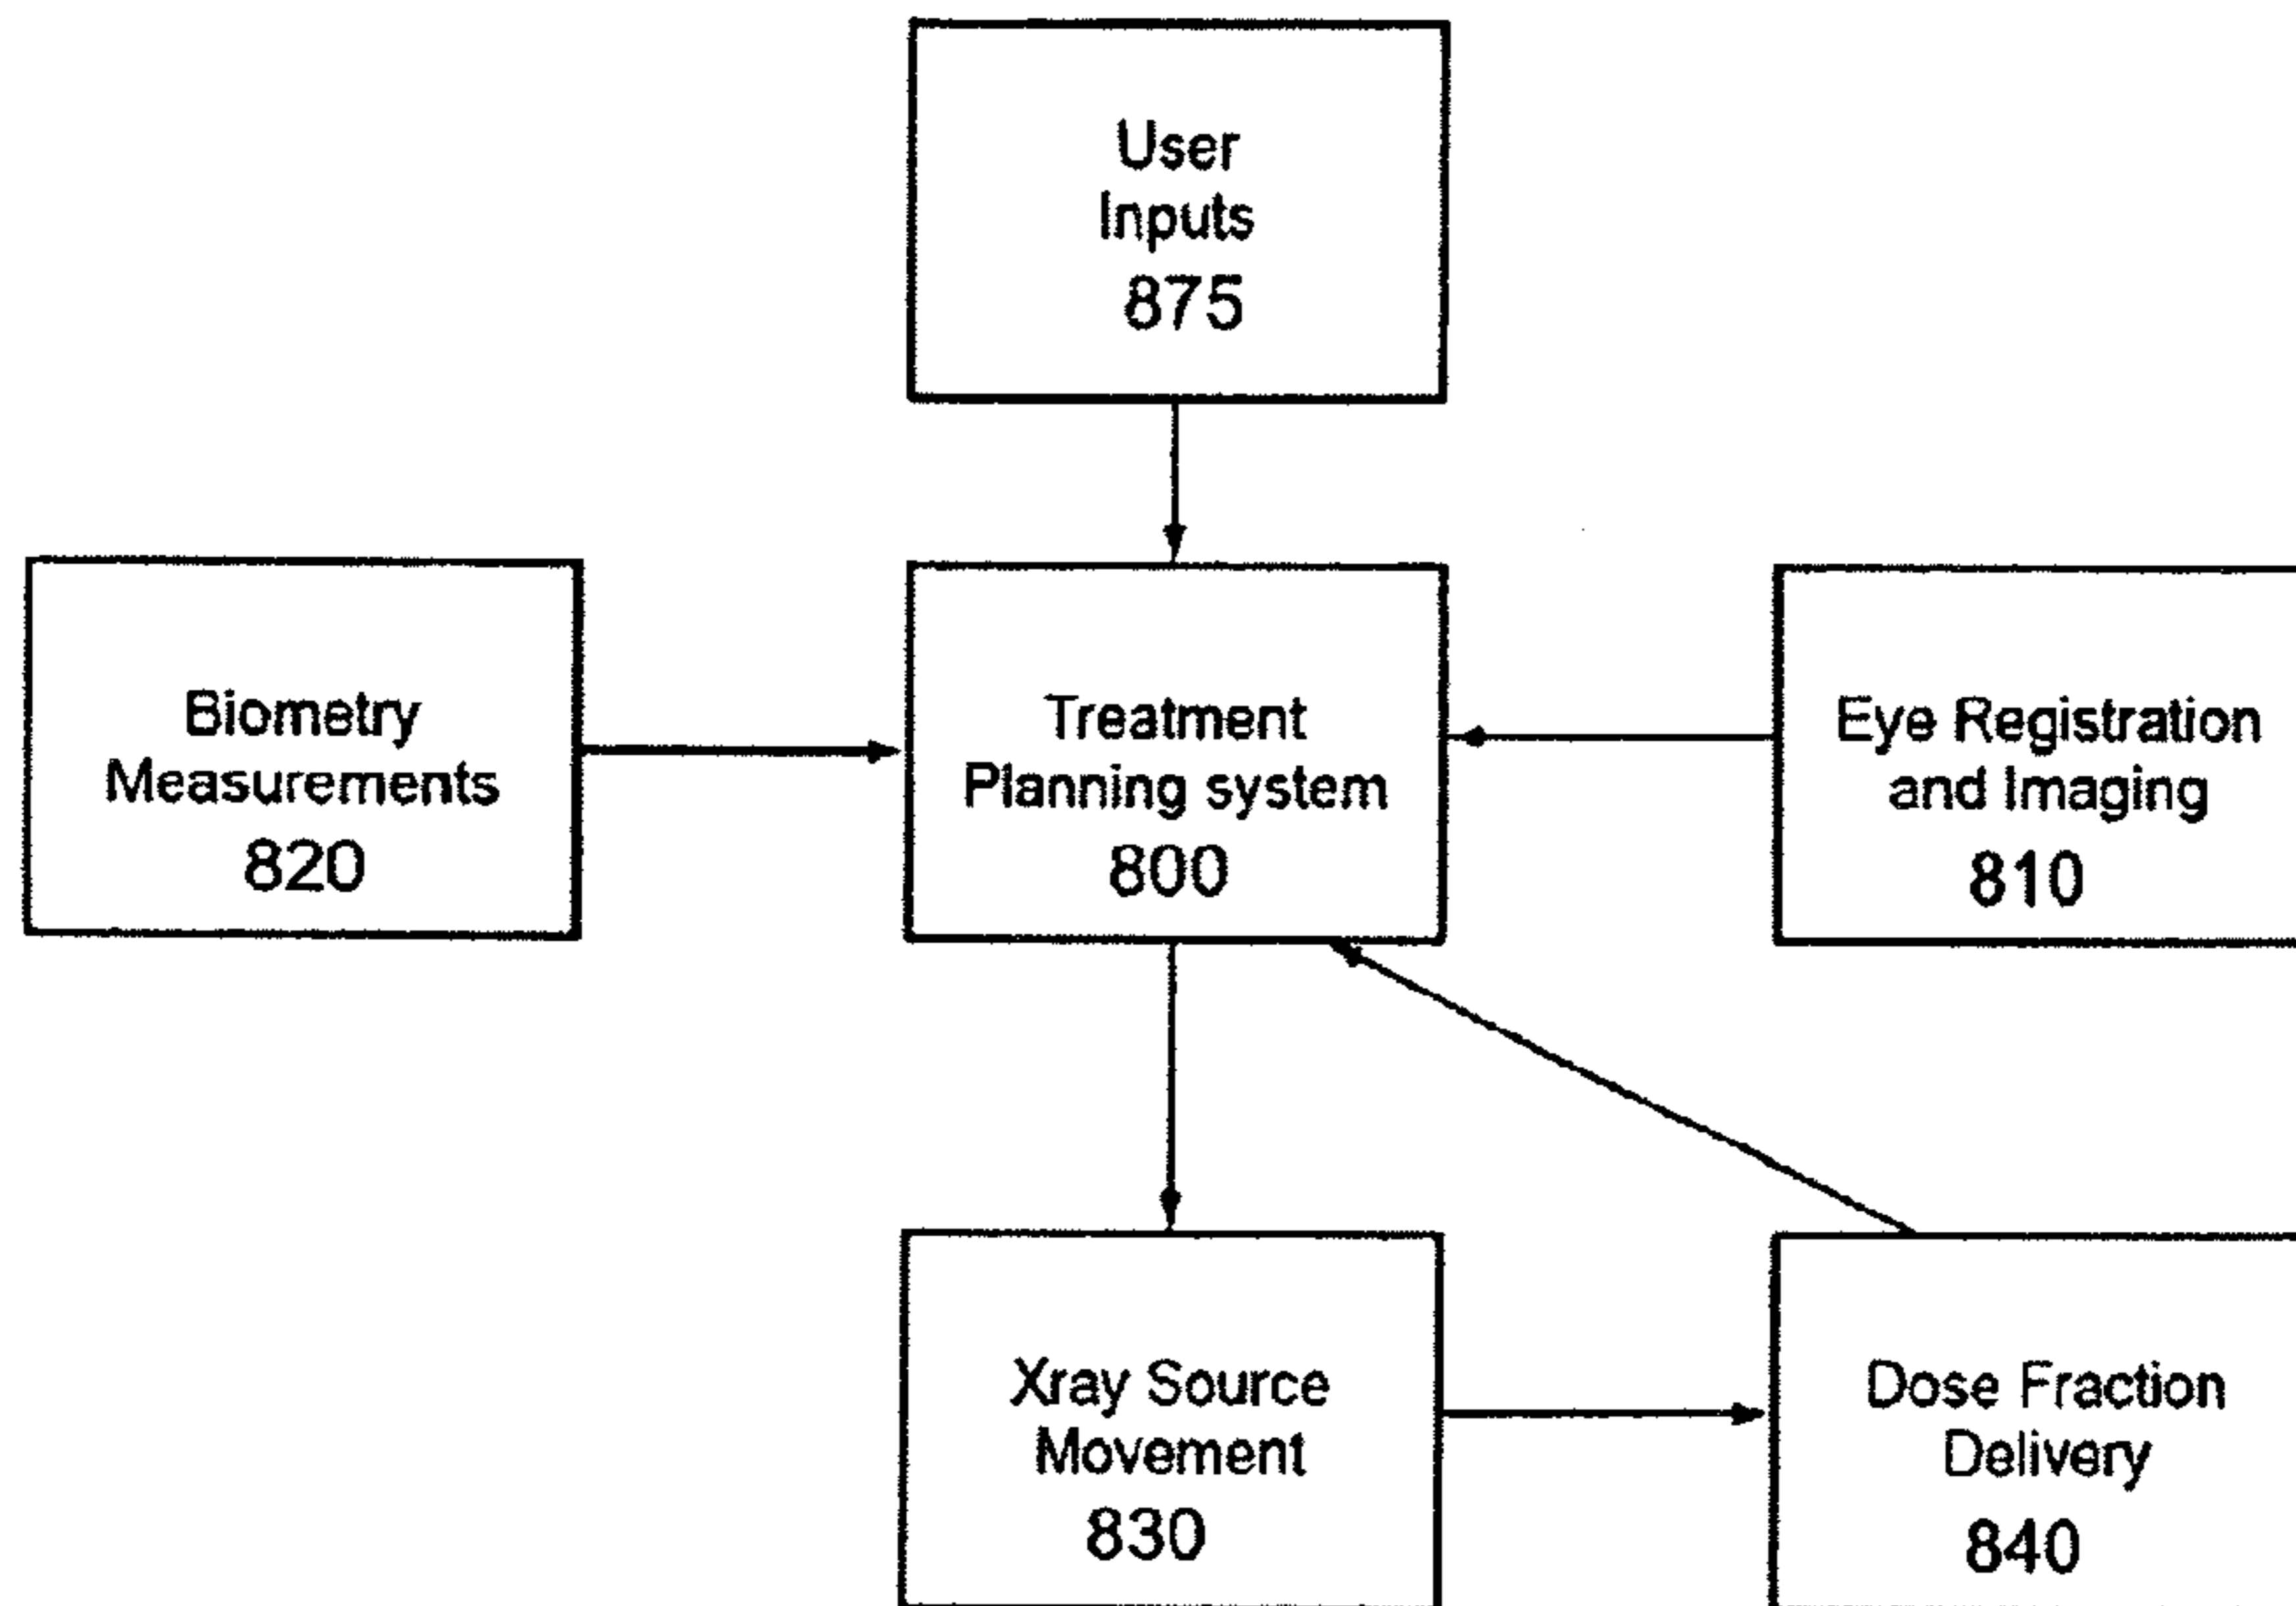 User
Inputs
875
Biometry
Measurements
820
Treatment
Planning system
800
Eye Registration
and Imaging
810
Xray Source
Movement
830
Dose Fraction
Delivery
840